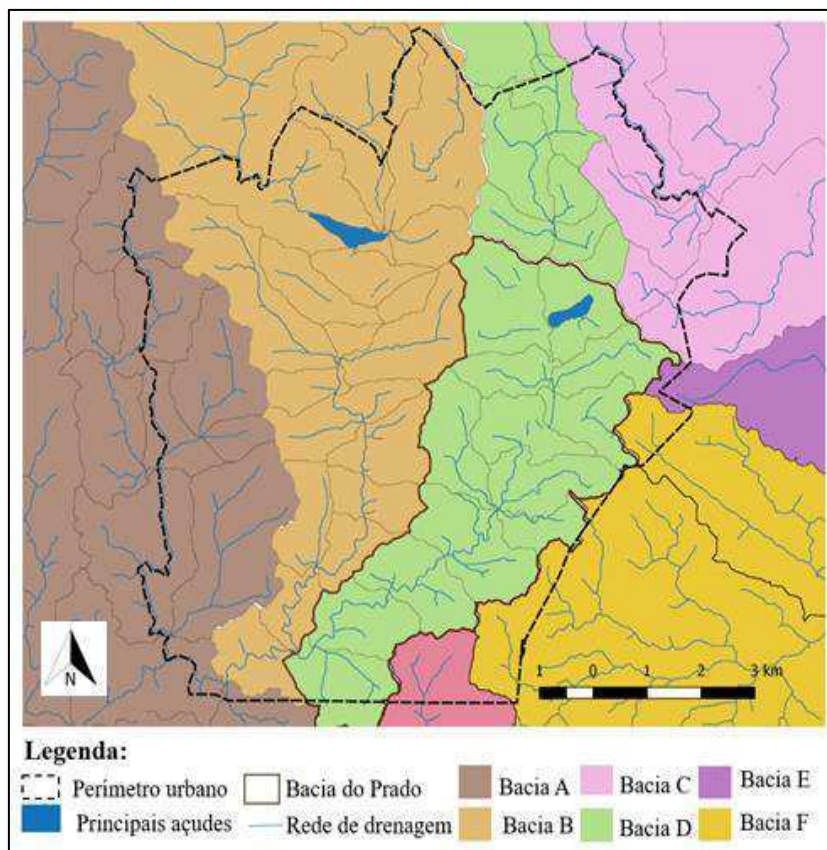 N
1 0 1 2 3 km
Legenda:
Perímetro urbano
Bacia do Prado
Bacia A
Bacia C
Bacia E
Principais açudes
Rede de drenagem
Bacia B
Bacia D
Bacia F